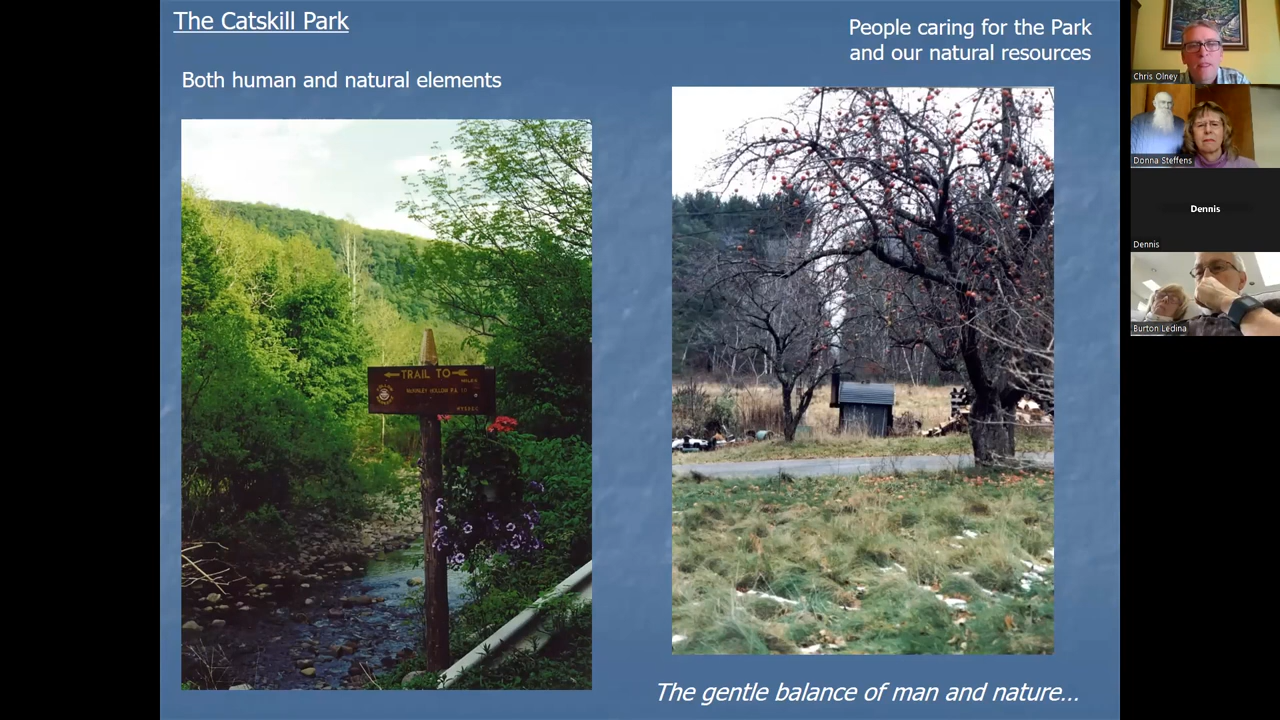 The Catskill Park
Both human and natural elements
People caring for the Park
and our natural resources
TRAIL TO
MILES
The gentle balance of man and nature...
Chris Olney
Donna Steffens
Dennis
Dennis
Burton Ledina